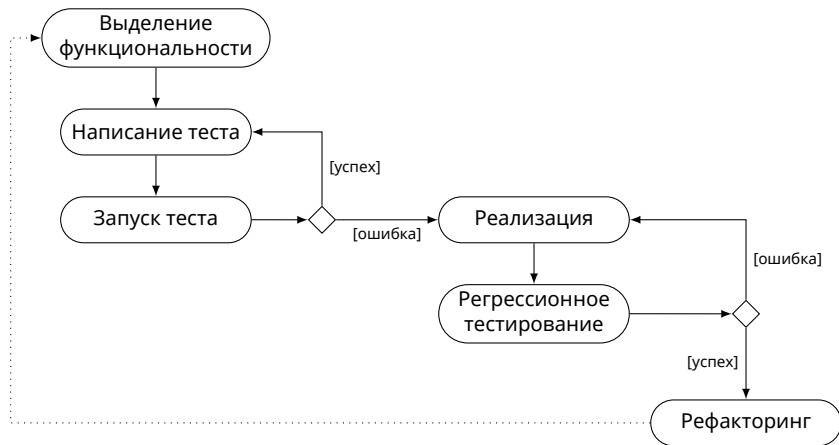 Выделение
функциональности
Написание теста
[успех]
Запуск теста
[ошибка]
Реализация
[ошибка]
Регрессионное
тестирование
[успех]
Рефакторинг